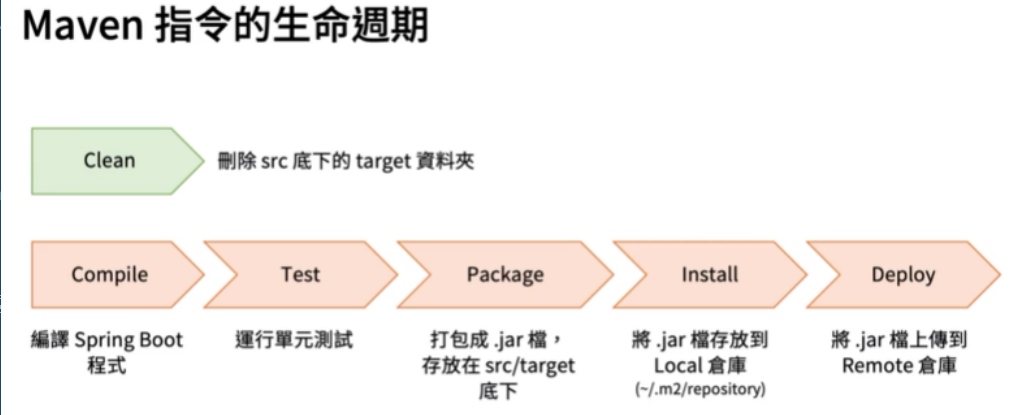 Maven 指令的生命週期
Clean
刪除 src 底下的 target 資料夾
Compile
Test
Package
Install
Deploy
編譯 Spring Boot
程式
運行單元測試
打包成 .jar 檔，
存放在 src/target
底下
將 .jar 檔存放到
Local 倉庫
(~/.m2/repository)
將 .jar 檔上傳到
Remote 倉庫